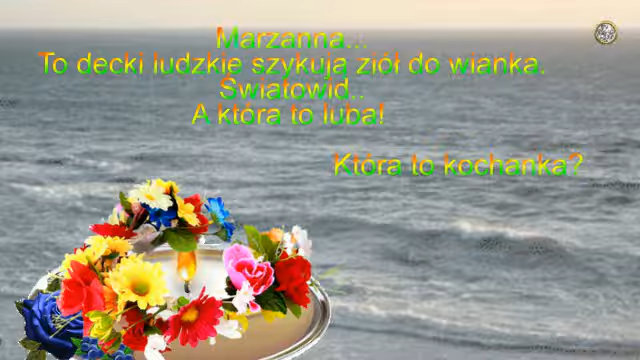 Marzanna...
To decki ludzkie szykują ziół do wianka.
Światowid..
A która to luba!
Która to kochanka?